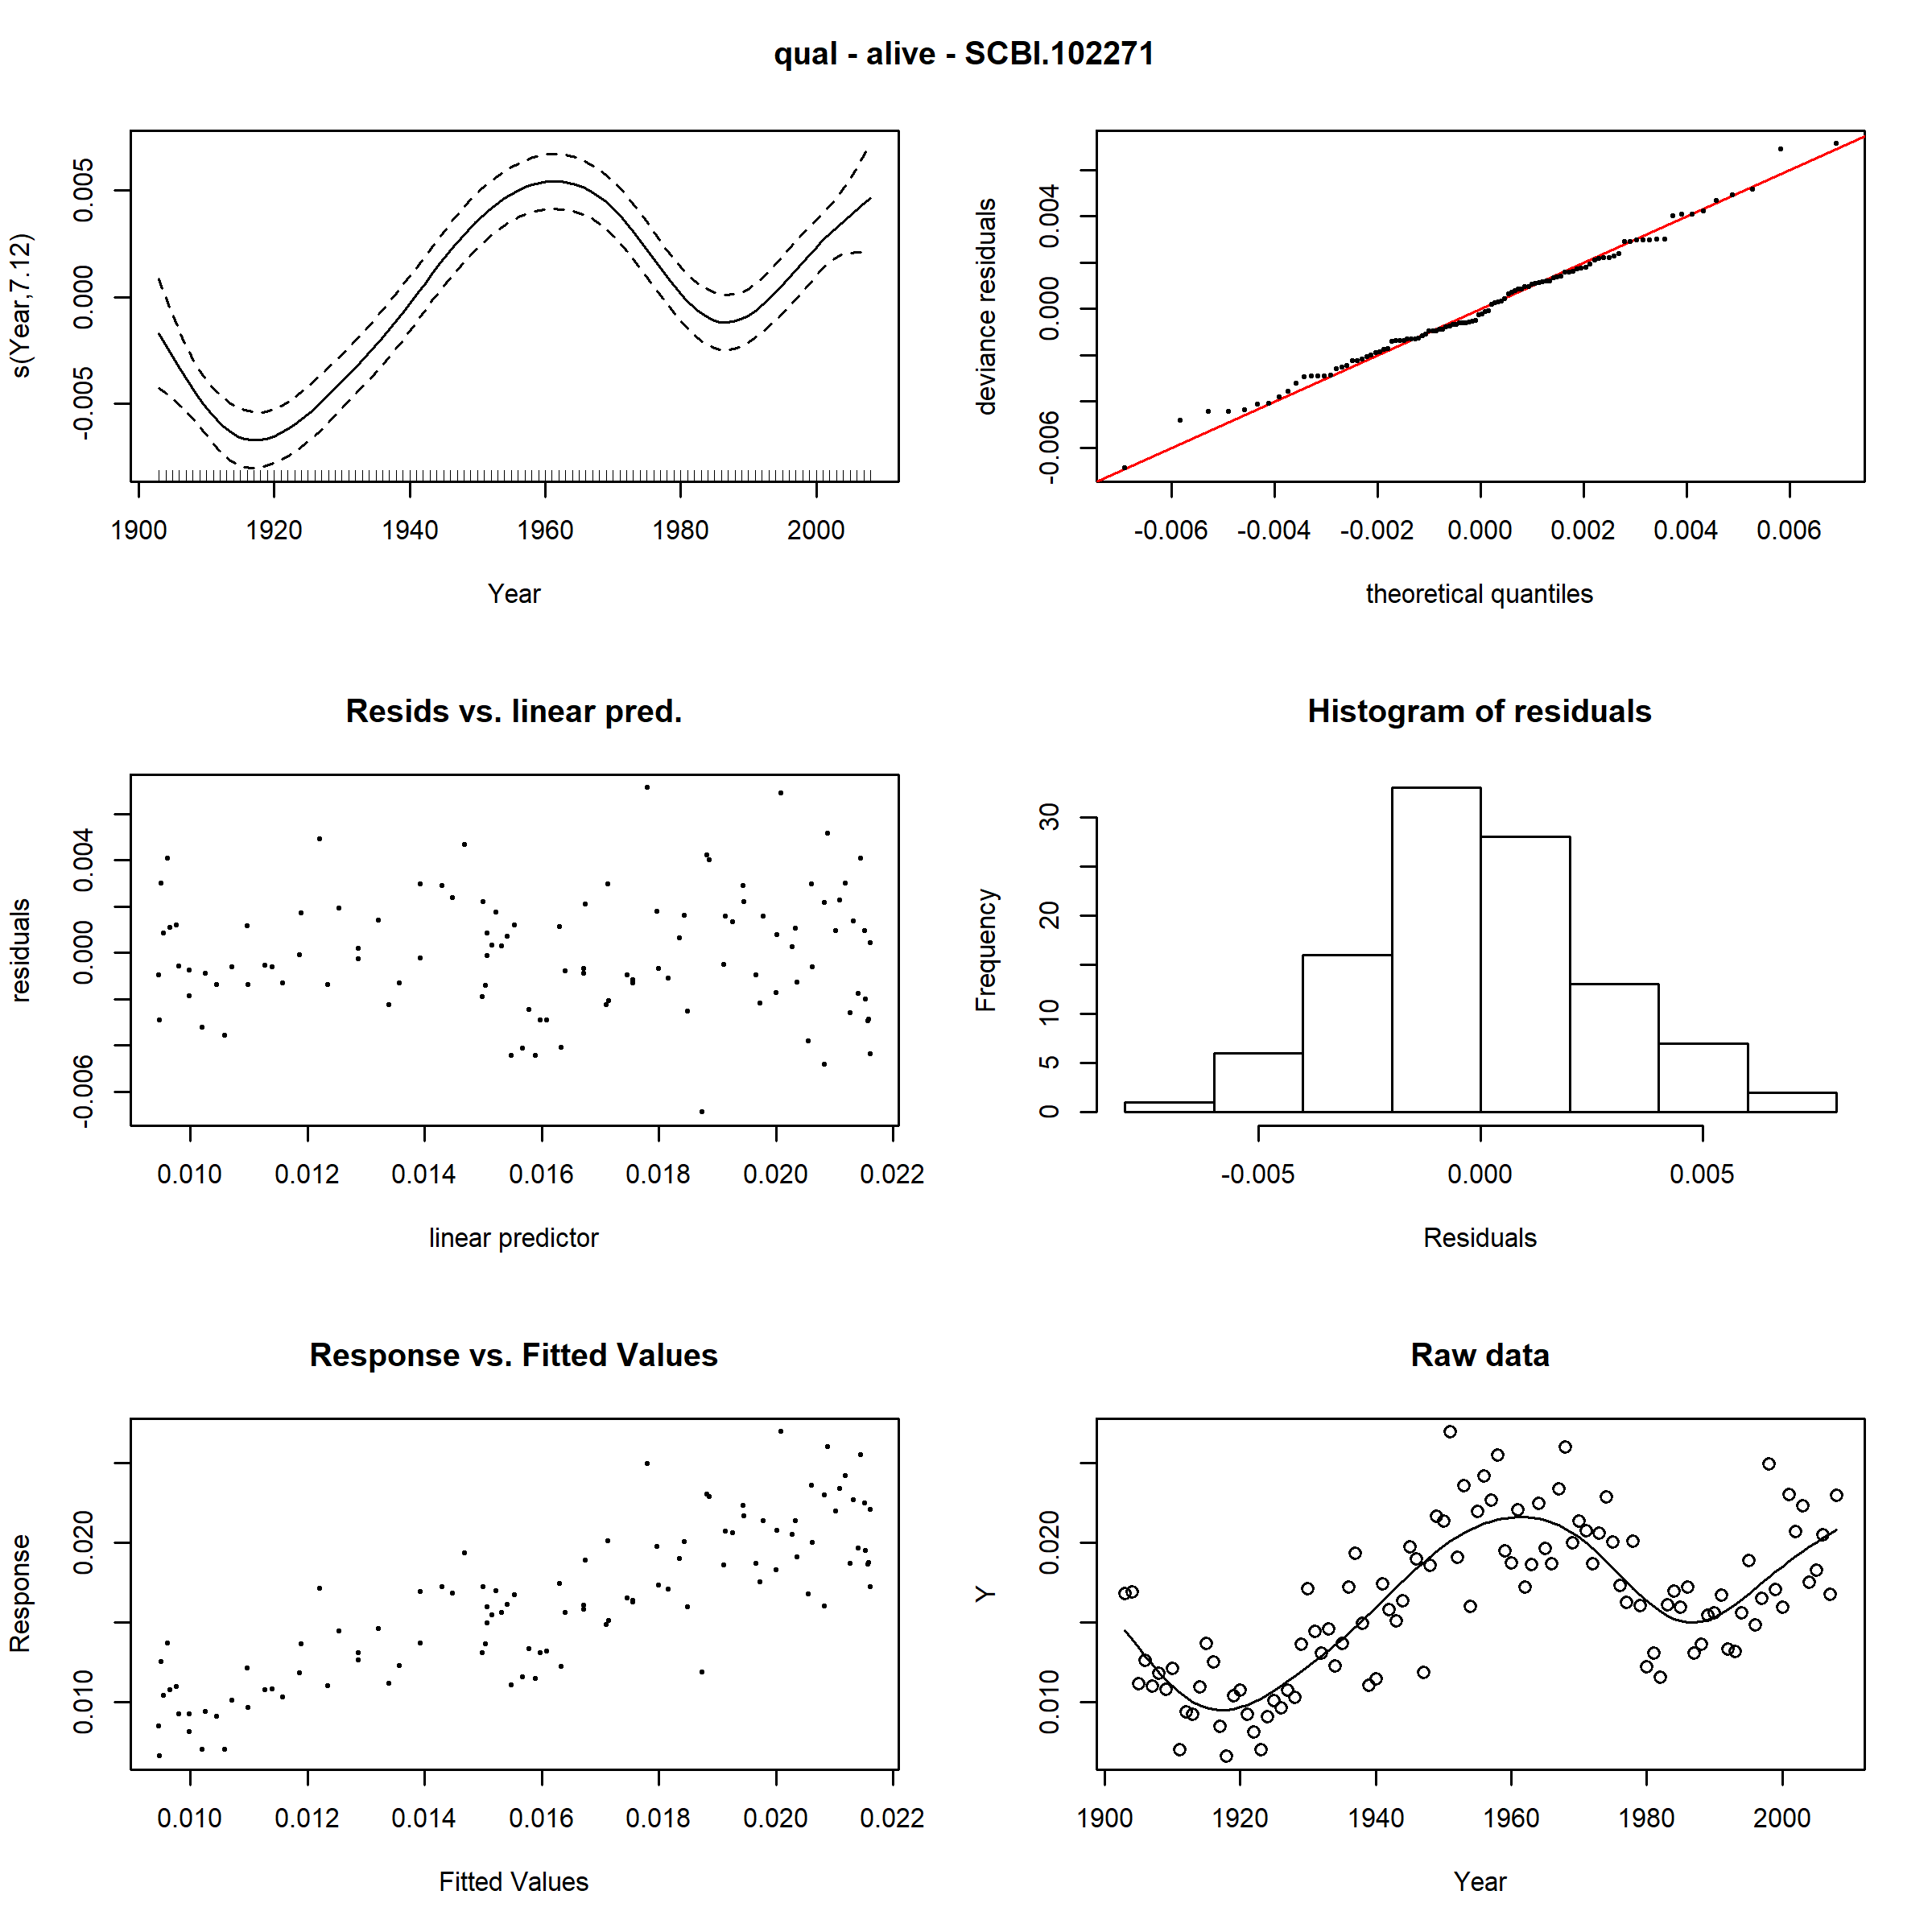 qual - alive - SCBI.102271
s(Year,7.12)
-0.005 0.000 0.005
1900 1920 1940 1960 1980 2000
Year
deviance residuals
-0.006 0.000 0.004
-0.006 -0.004 -0.002 0.000 0.002 0.004 0.006
theoretical quantiles
Resids vs. linear pred.
residuals
-0.006 0.000 0.004
0.010 0.012 0.014 0.016 0.018 0.020 0.022
linear predictor
Histogram of residuals
Frequency
0 5 10 20 30
-0.005 0.000 0.005
Residuals
Response vs. Fitted Values
Response
0.010 0.020
0.010 0.012 0.014 0.016 0.018 0.020 0.022
Fitted Values
Raw data
Y
0.010 0.020
1900 1920 1940 1960 1980 2000
Year